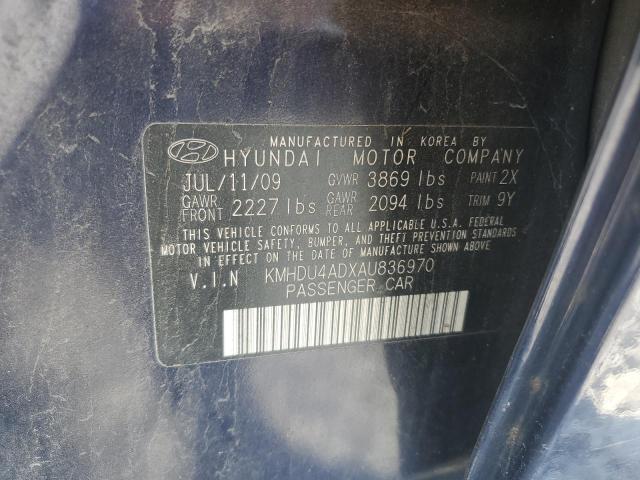 MANUFACTURED IN KOREA BY
HYUNDAI MOTOR COMPANY
JUL/11/09 GVWR 3869 lbs PAINT 2X
GAWR FRONT 2227 lbs GAWR REAR 2094 lbs TRIM 9Y
THIS VEHICLE CONFORMS TO ALL APPLICABLE U.S.A. FEDERAL
MOTOR VEHICLE SAFETY, BUMPER, AND THEFT PREVENTION STANDARDS
IN EFFECT ON THE DATE OF MANUFACTURE SHOWN ABOVE.
V.I.N KMHDU4ADXAU836970
PASSENGER CAR